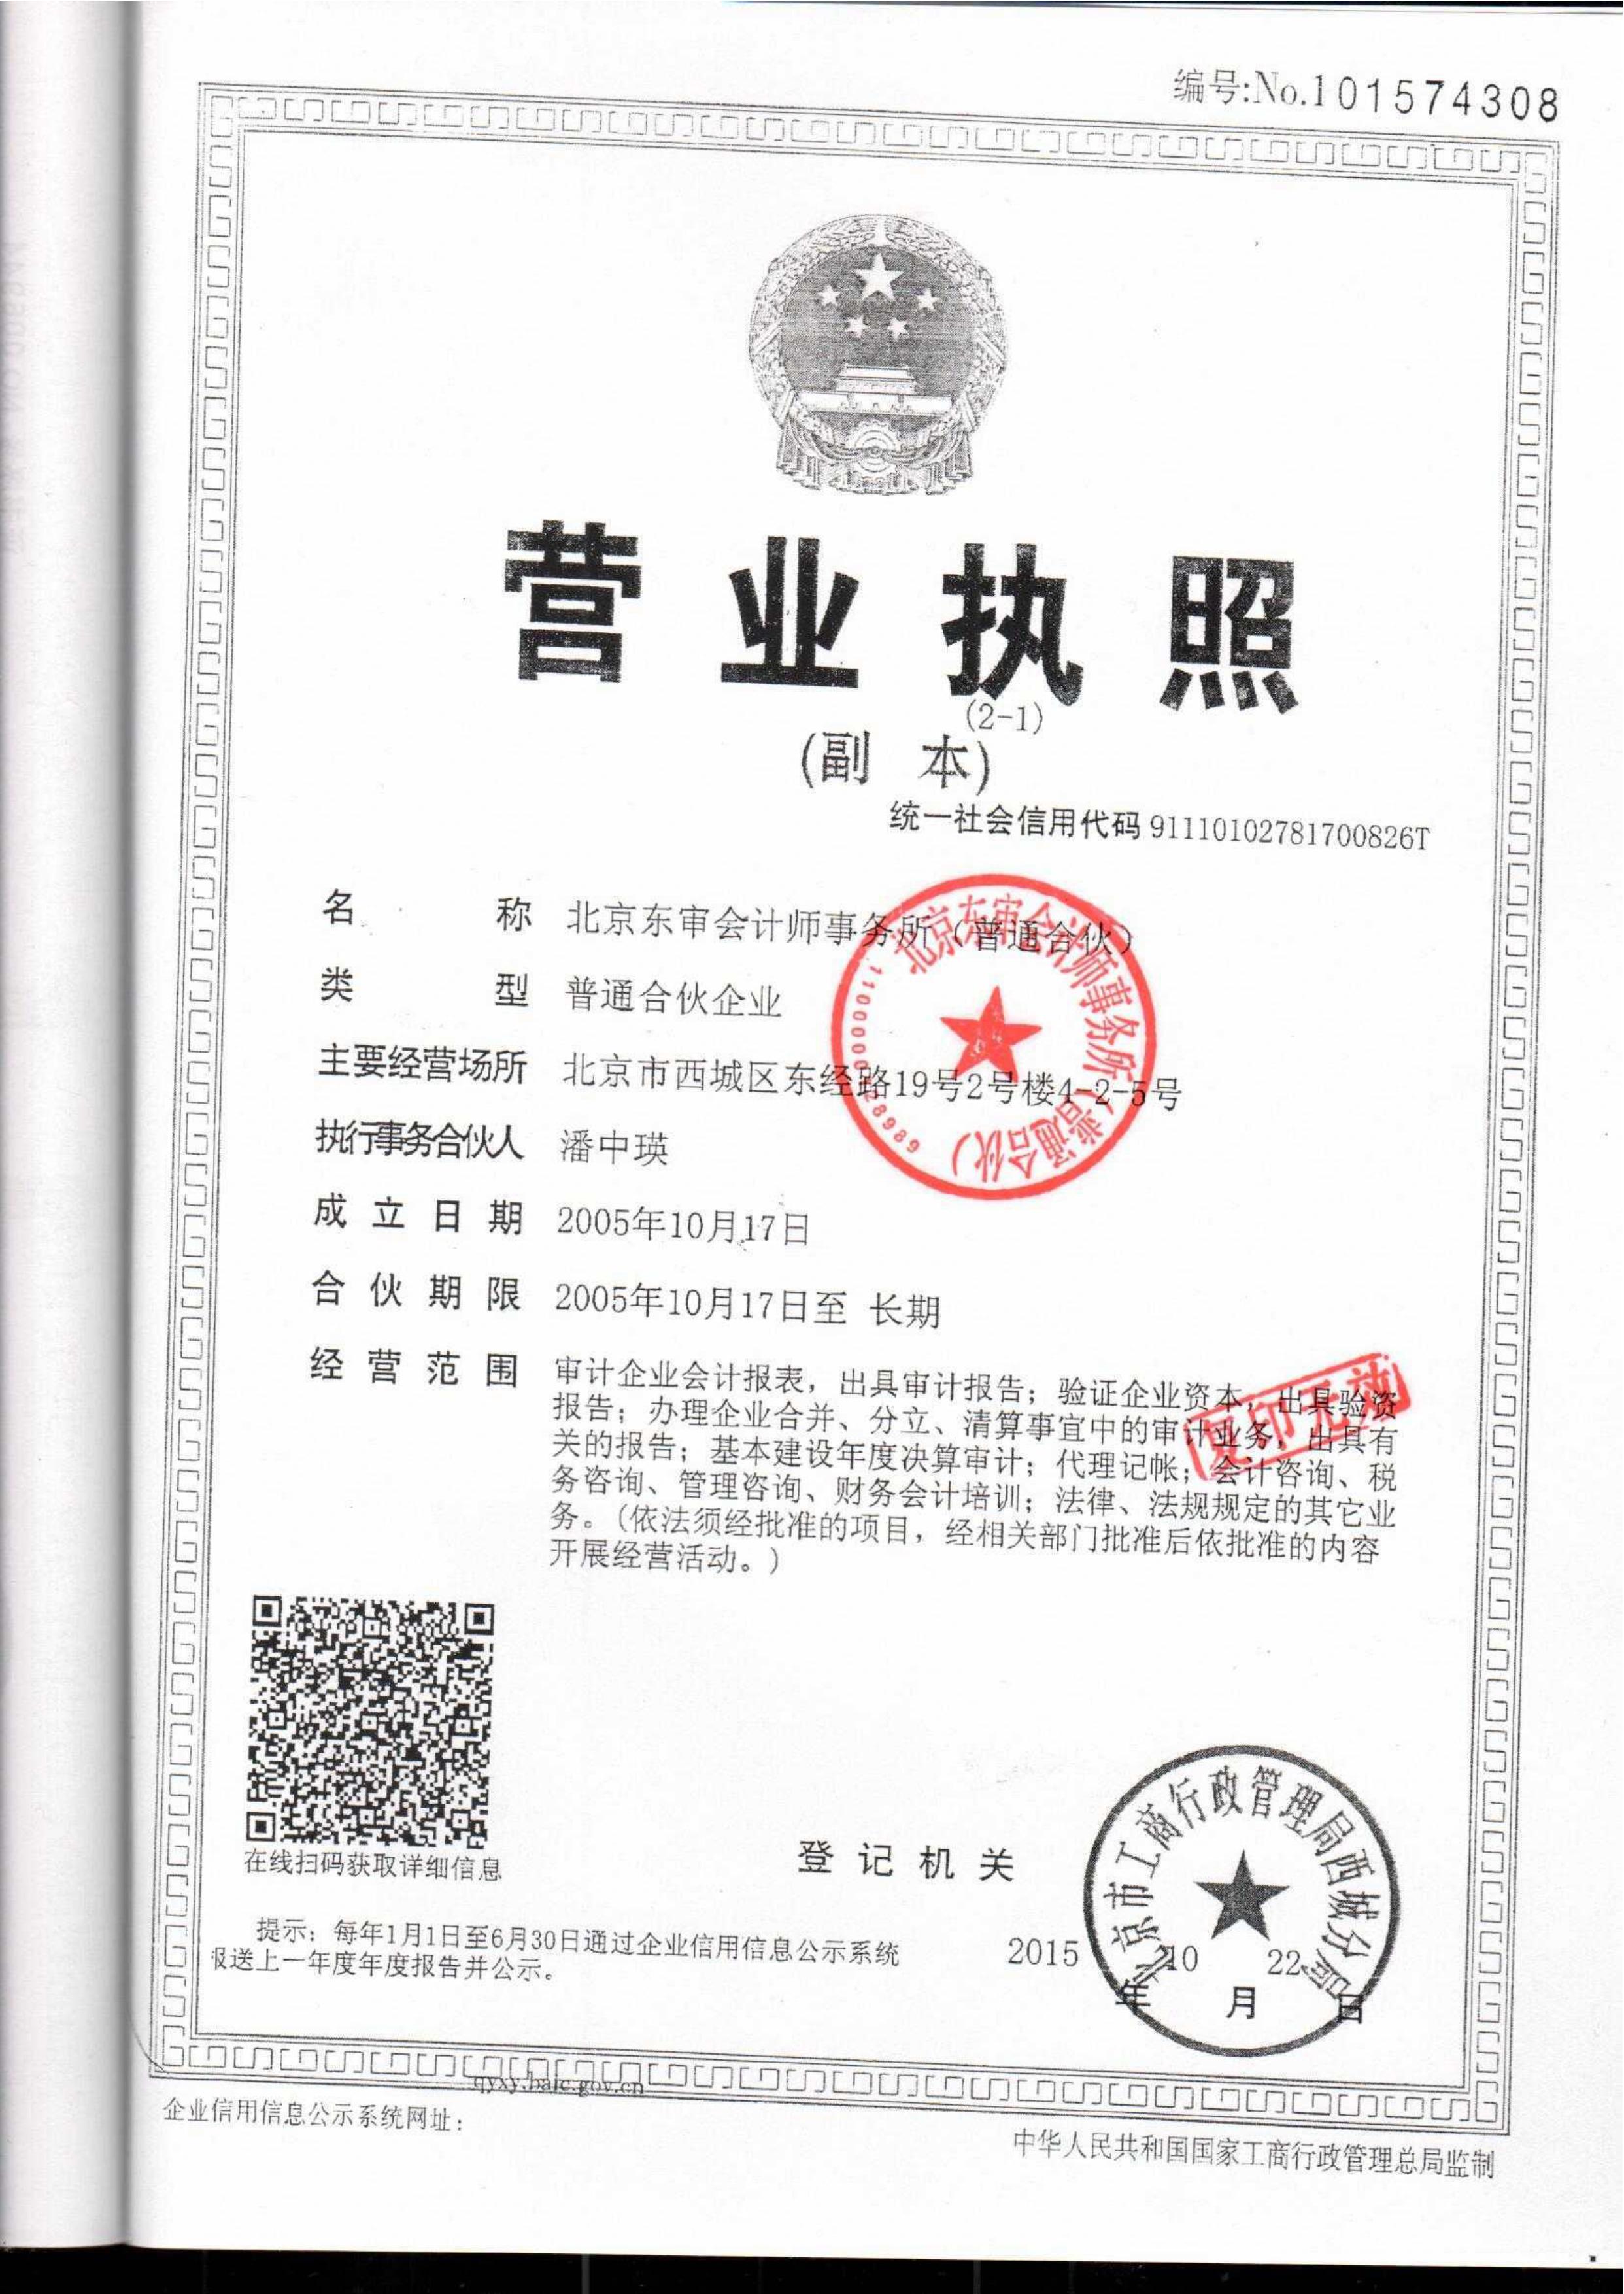 编号:No.101574308
营业执照
(2-1)
(副 本)
统一社会信用代码 91110102781700826T
名 称 北京东审会计师事务所（普通合伙）
类 型 普通合伙企业
主要经营场所 北京市西城区东经路19号2号楼4-2-5号
执行事务合伙人 潘中瑛
成立日期 2005年10月17日
合伙期限 2005年10月17日至 长期
经营范围 审计企业会计报表，出具审计报告；验证企业资本，出具验资
报告；办理企业合并、分立、清算事宜中的审计业务，出具有
关的报告；基本建设年度决算审计；代理记帐；会计咨询、税
务咨询、管理咨询、财务会计培训；法律、法规规定的其它业
务。（依法须经批准的项目，经相关部门批准后依批准的内容
开展经营活动。）
北京东审会计师事务所（普通合伙）
复印无效
在线扫码获取详细信息
登记机关
北京市工商行政管理局西城分局
提示：每年1月1日至6月30日通过企业信用信息公示系统
报送上一年度年度报告并公示。
2015年10月22日
qyxy.baic.gov.cn
企业信用信息公示系统网址：
中华人民共和国国家工商行政管理总局监制